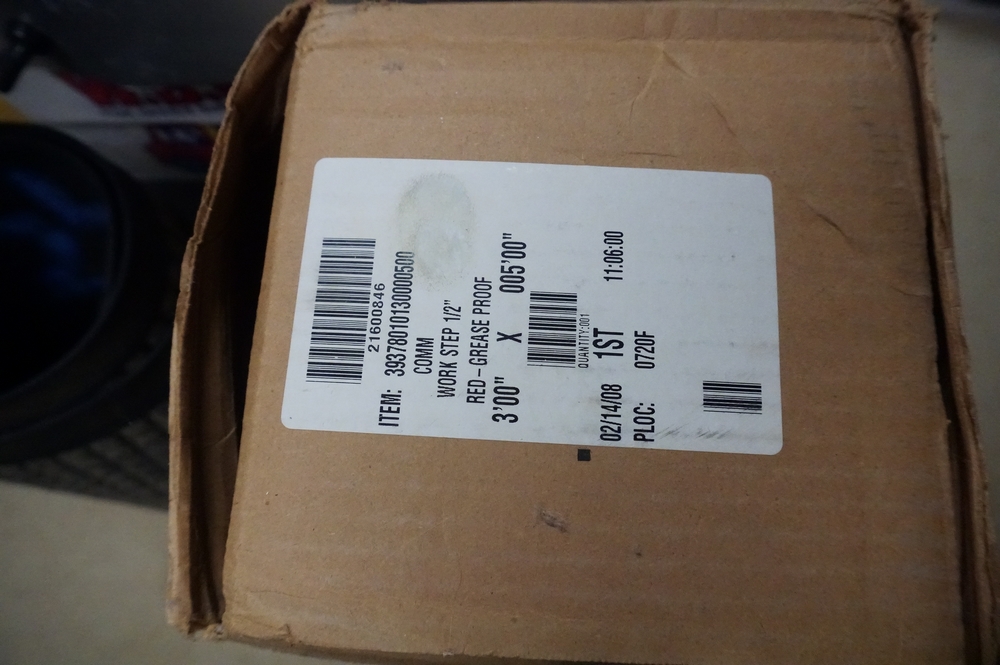 21600846
ITEM: 39378010130000500
COMM
WORK STEP 1/2"
RED-GREASE PROOF
3'00" X 005'00"
QUANTITY:001
02/14/08 1ST 11:06:00
PLOC: 0720F